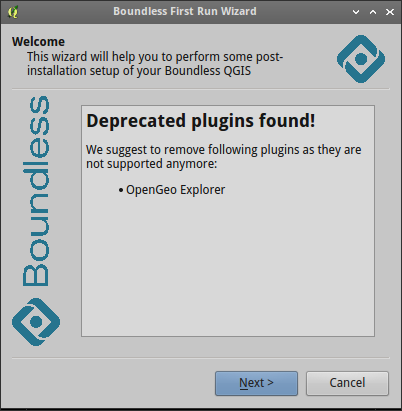 Boundless First Run Wizard
Welcome
This wizard will help you to perform some post-
installation setup of your Boundless QGIS
Boundless
Deprecated plugins found!
We suggest to remove following plugins as they are
not supported anymore:
• OpenGeo Explorer
Next >
Cancel